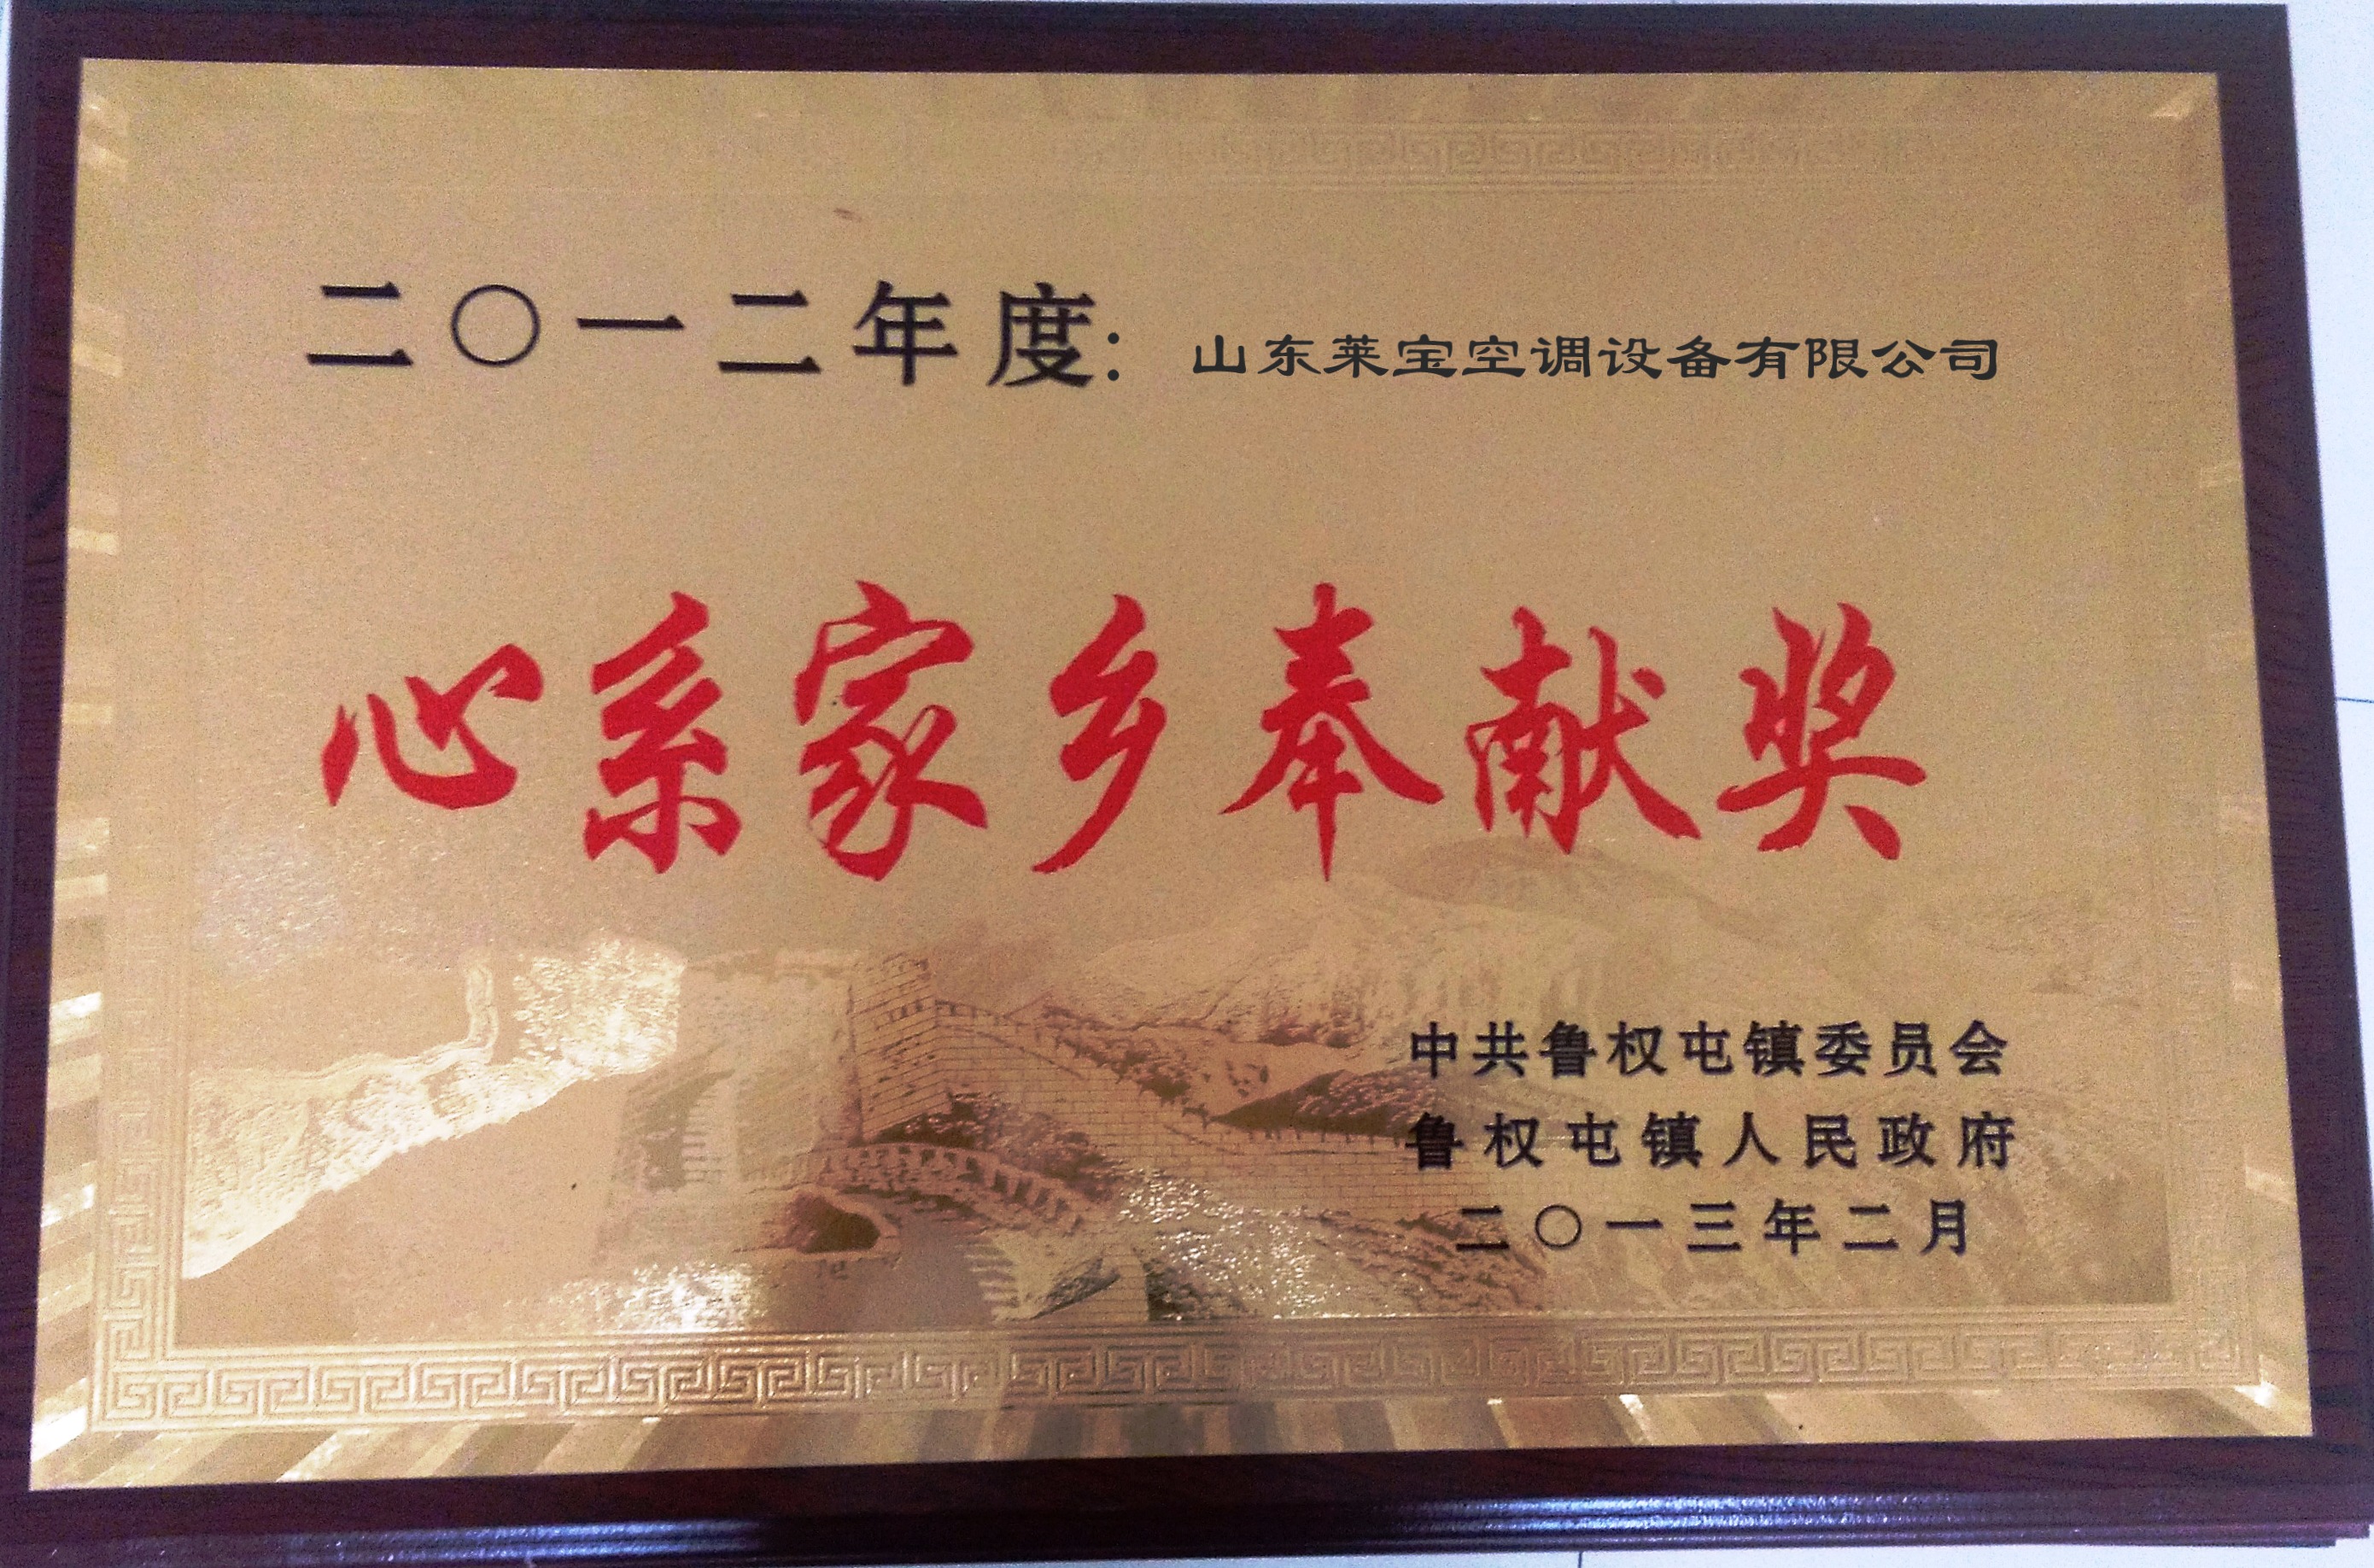 二〇一二年度：山东莱宝空调设备有限公司
心系家乡奉献奖
中共鲁权屯镇委员会
鲁权屯镇人民政府
二〇一三年二月